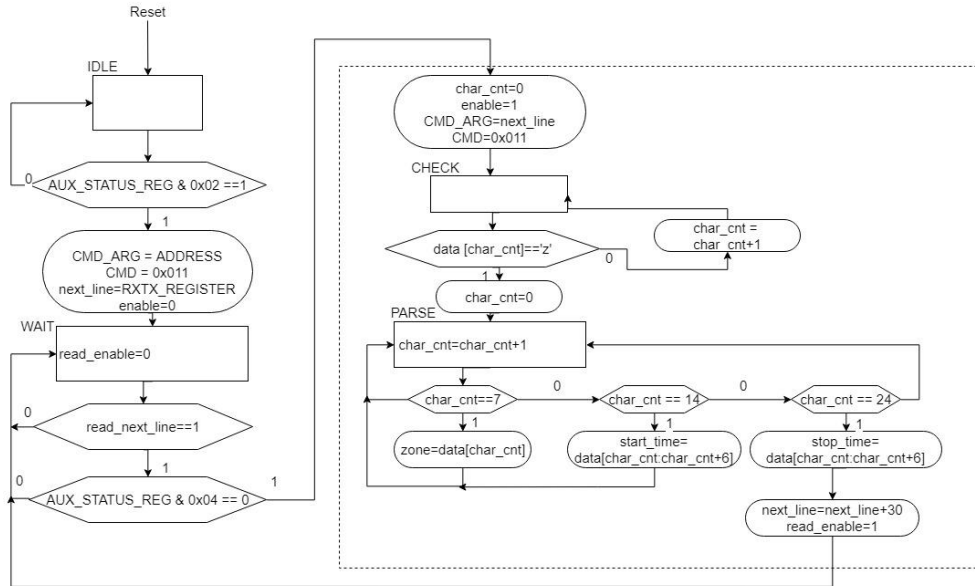 Reset
IDLE
0
AUX_STATUS_REG & 0x02 ==1
1
CMD_ARG = ADDRESS
CMD = 0x011
next_line=RXTX_REGISTER
enable=0
WAIT
read_enable=0
0
read_next_line==1
1
0
AUX_STATUS_REG & 0x04 == 0
1
char_cnt=0
enable=1
CMD_ARG=next_line
CMD=0x011
CHECK
data [char_cnt]=='z'
0
char_cnt =
char_cnt+1
1
char_cnt=0
PARSE
char_cnt=char_cnt+1
char_cnt==7
0
char_cnt == 14
0
char_cnt == 24
1
zone=data[char_cnt]
1
start_time=
data[char_cnt:char_cnt+6]
1
stop_time=
data[char_cnt:char_cnt+6]
next_line=next_line+30
read_enable=1